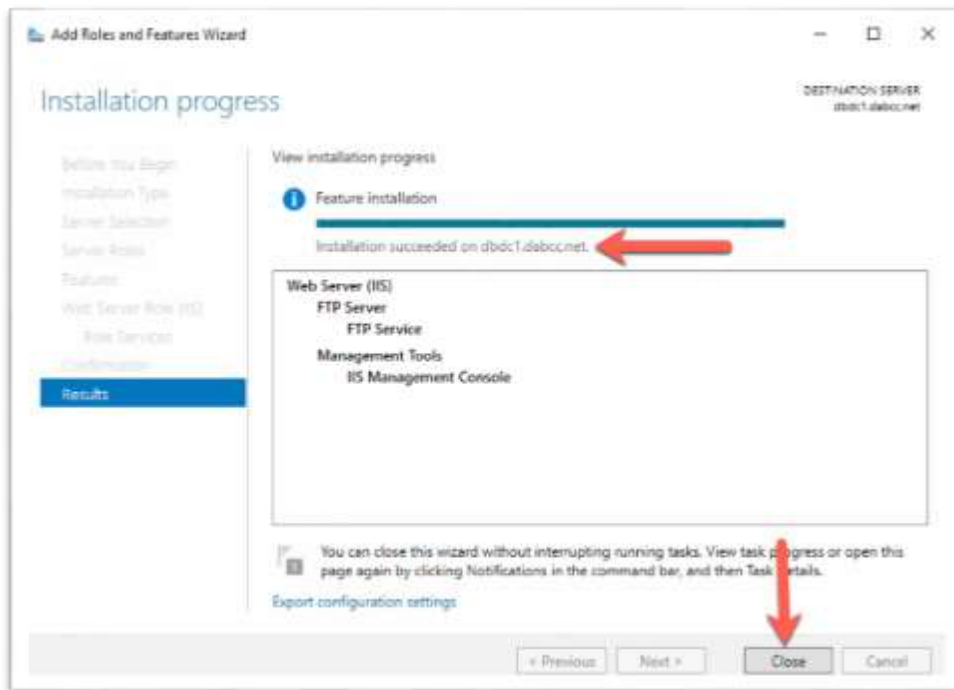 Add Roles and Features Wizard
Installation progress
DESTINATION SERVER
dbdc1.dabcc.net
Before You Begin
Installation Type
Server Selection
Server Roles
Features
Web Server Role (IIS)
Role Services
Confirmation
Results
View installation progress
Feature installation
Installation succeeded on dbdc1.dabcc.net.
Web Server (IIS)
FTP Server
FTP Service
Management Tools
IIS Management Console
You can close this wizard without interrupting running tasks. View task progress or open this
page again by clicking Notifications in the command bar, and then Task Details.
Export configuration settings
< Previous
Next >
Close
Cancel